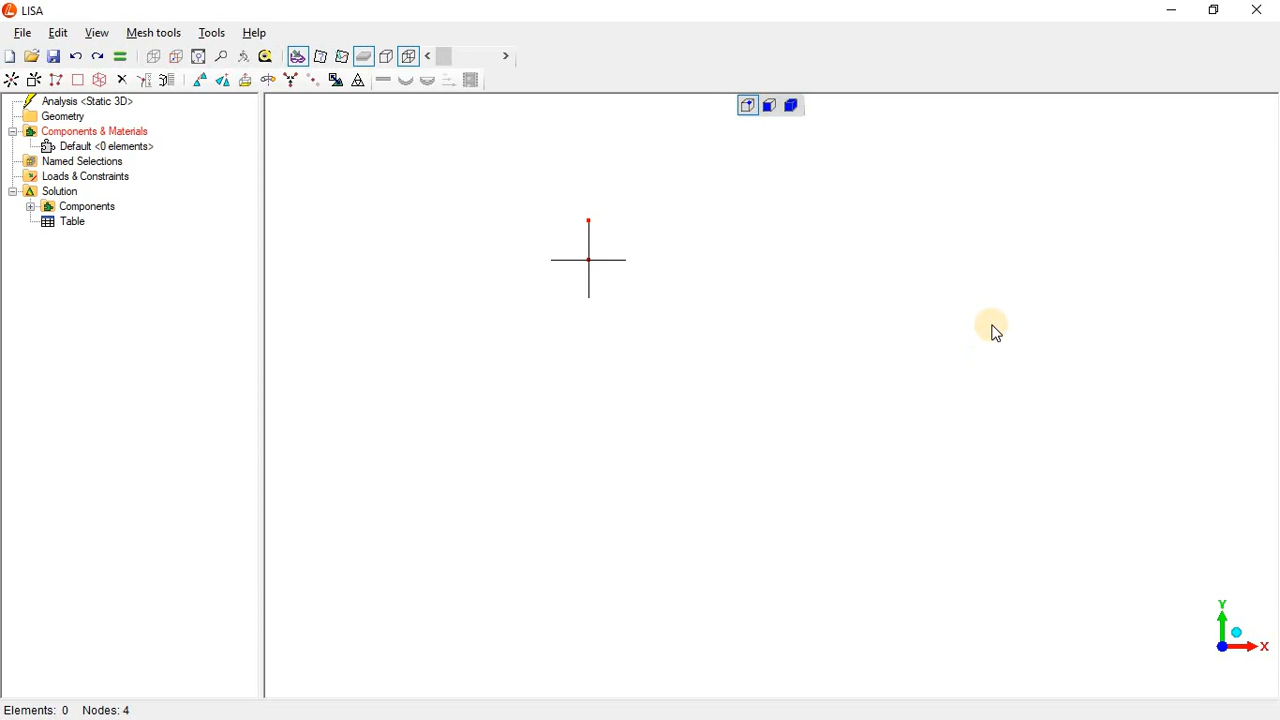 LISA
File Edit View Mesh tools Tools Help
Analysis <Static 3D>
Geometry
Components & Materials
Default <0 elements>
Named Selections
Loads & Constraints
Solution
Components
Table
Y
X
Elements: 0 Nodes: 4